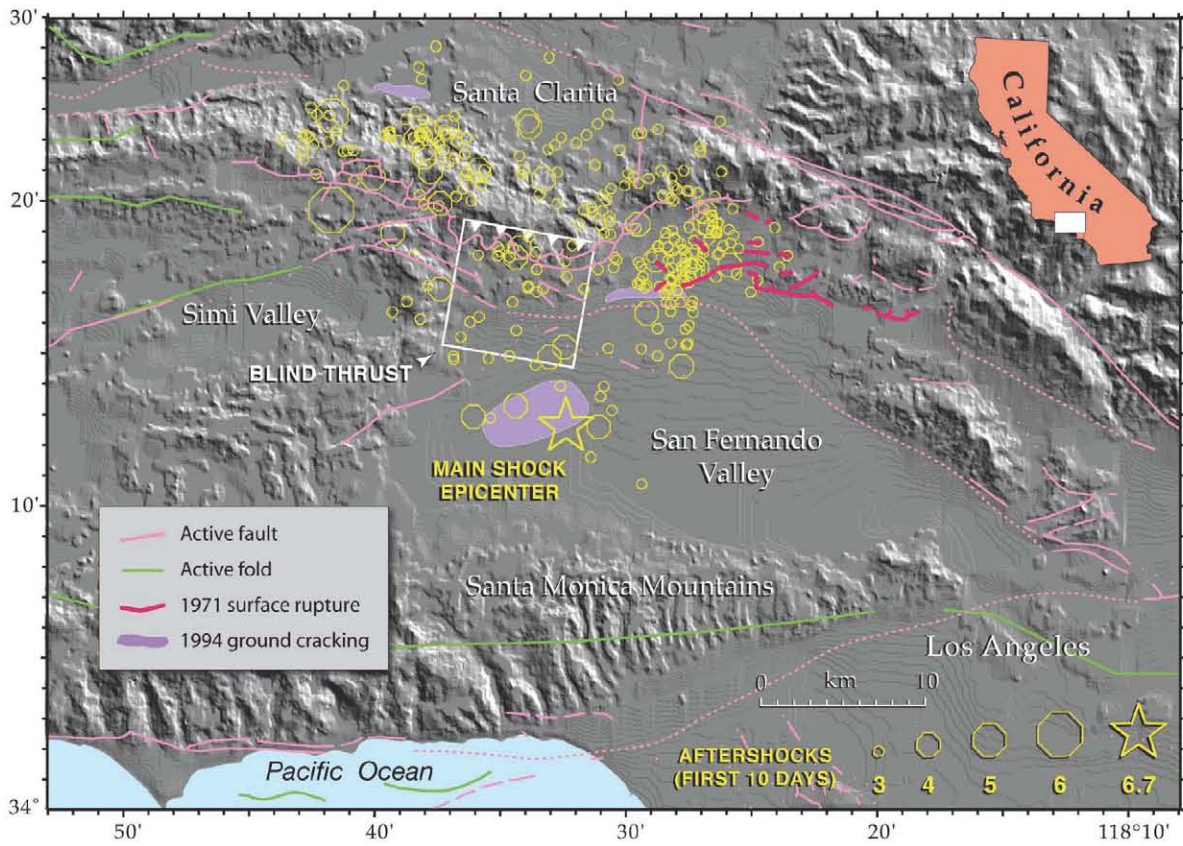 30'
Santa Clarita
California
20'
Simi Valley
BLIND THRUST
San Fernando
Valley
MAIN SHOCK
EPICENTER
10'
Active fault
Active fold
1971 surface rupture
1994 ground cracking
Santa Monica Mountains
Los Angeles
0 km 10
AFTERSHOCKS
(FIRST 10 DAYS)
3 4 5 6 6.7
Pacific Ocean
34°
50' 40' 30' 20' 118°10'